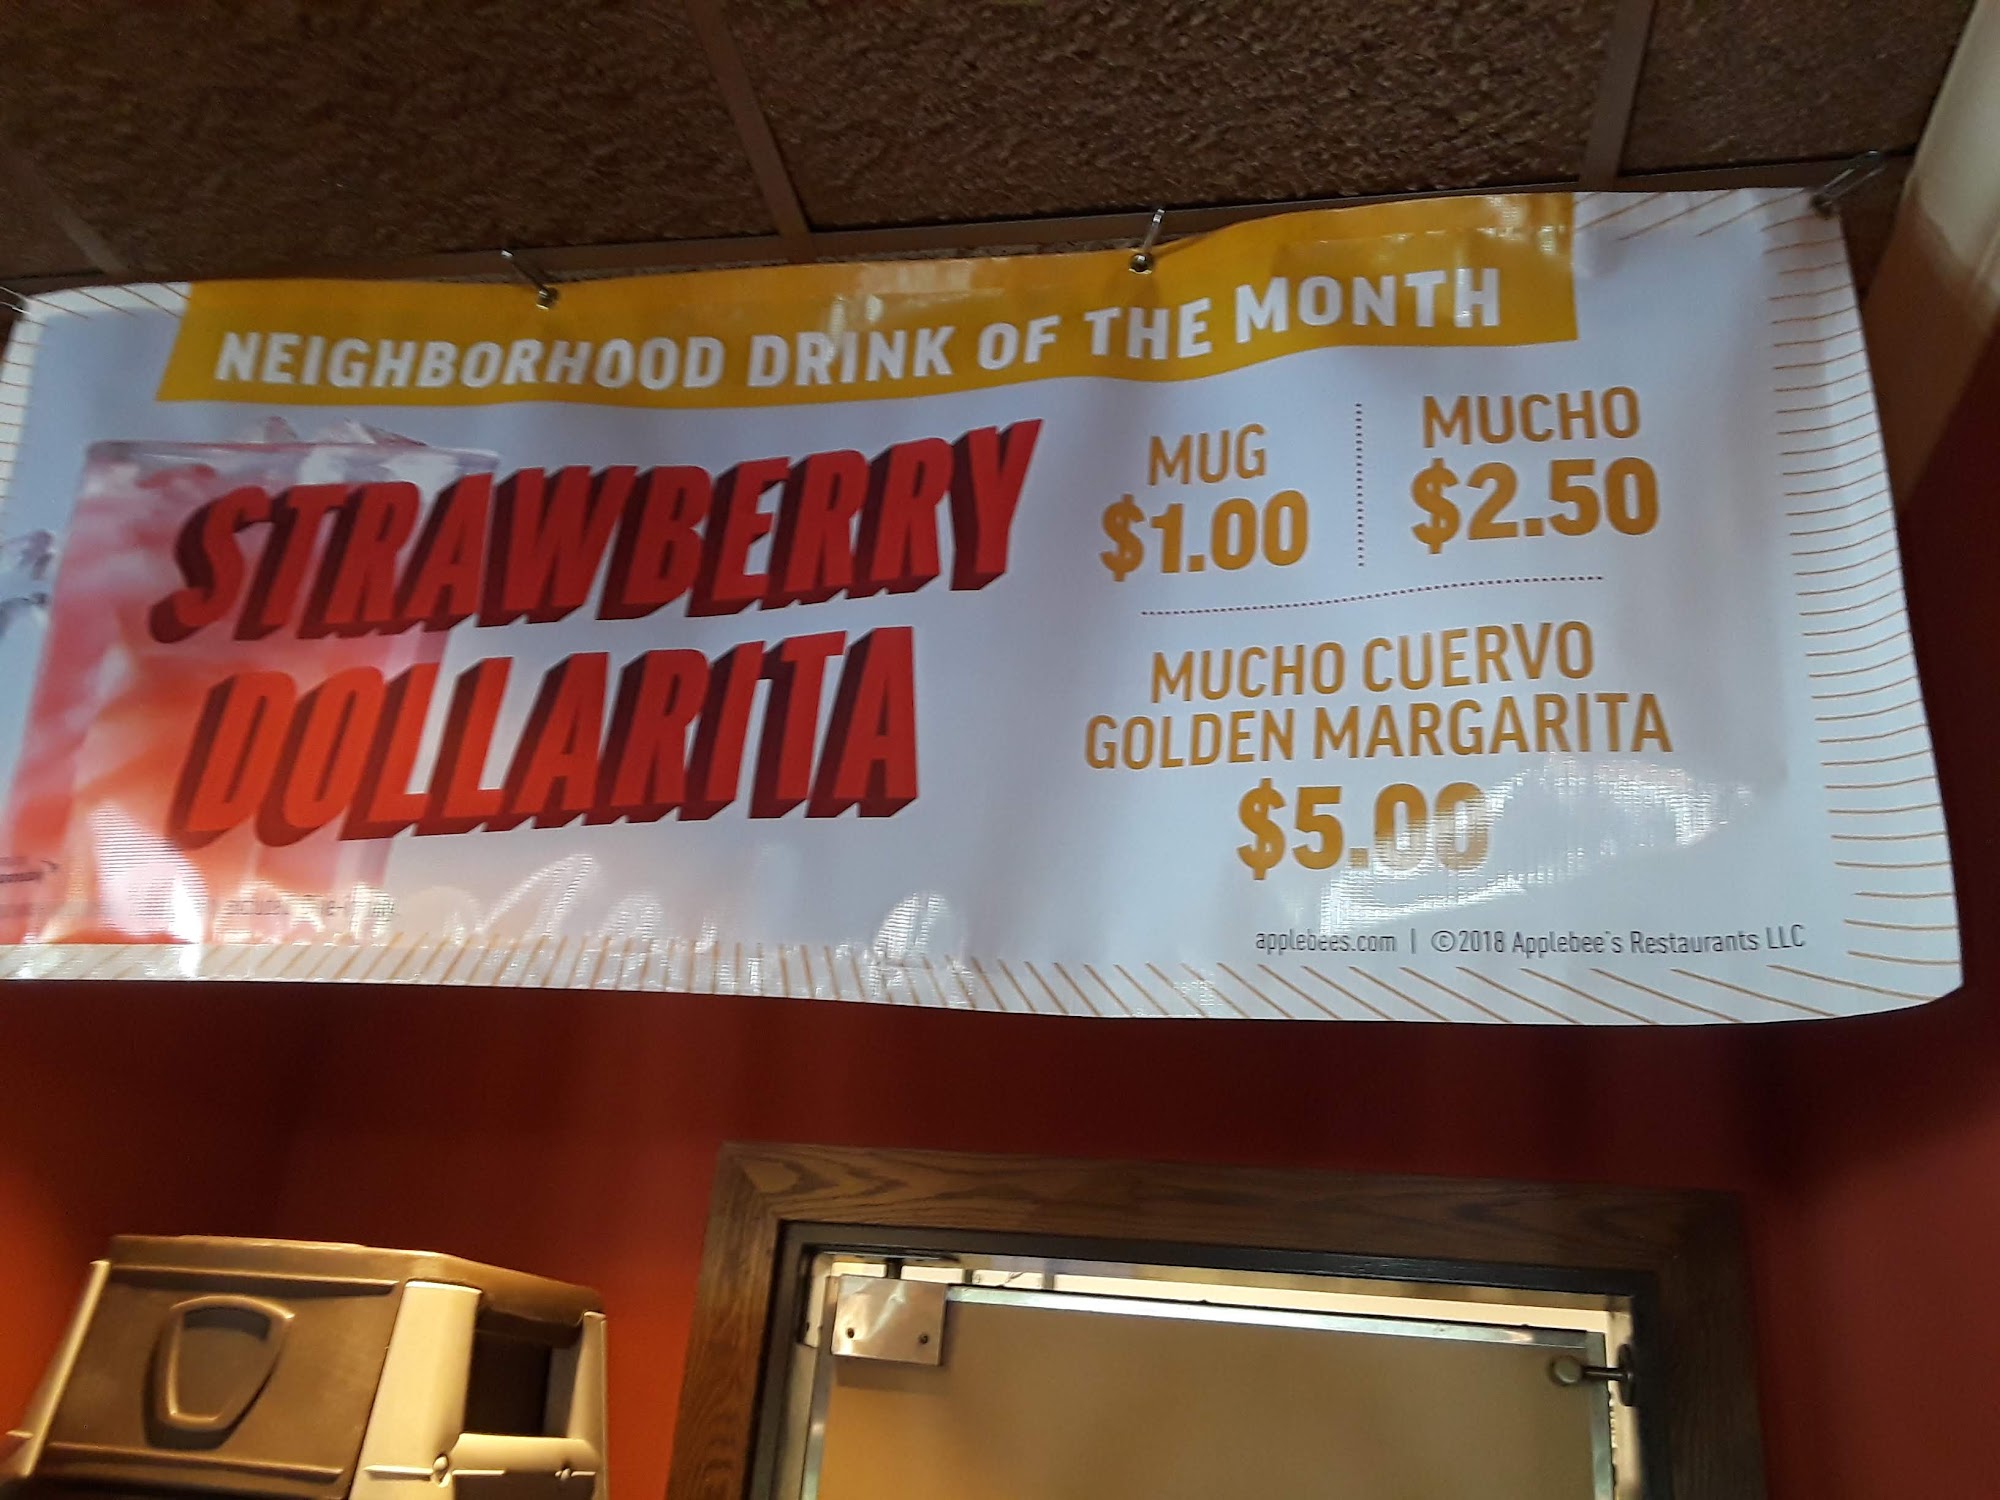 NEIGHBORHOOD DRINK OF THE MONTH
STRAWBERRY
DOLLARITA
MUG
$1.00
MUCHO
$2.50
MUCHO CUERVO
GOLDEN MARGARITA
$5.00
applebees.com | ©2018 Applebee's Restaurants LLC